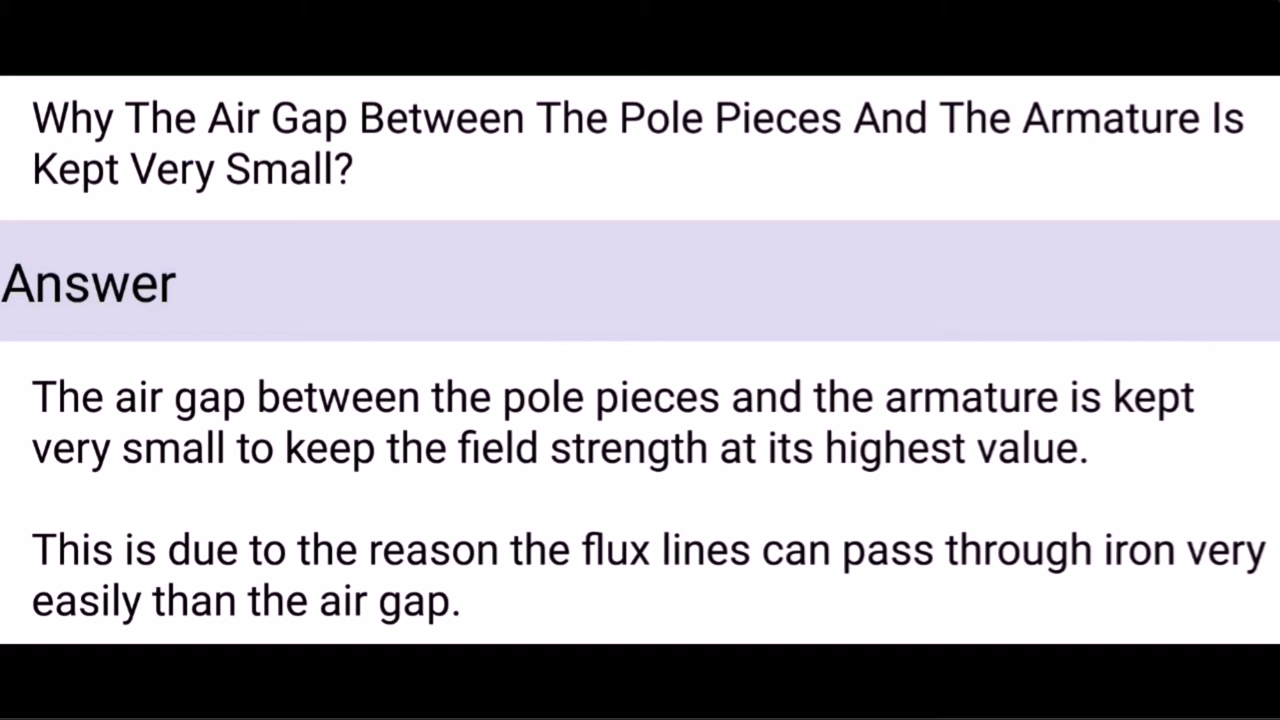 Why The Air Gap Between The Pole Pieces And The Armature Is
Kept Very Small?
Answer
The air gap between the pole pieces and the armature is kept
very small to keep the field strength at its highest value.
This is due to the reason the flux lines can pass through iron very
easily than the air gap.